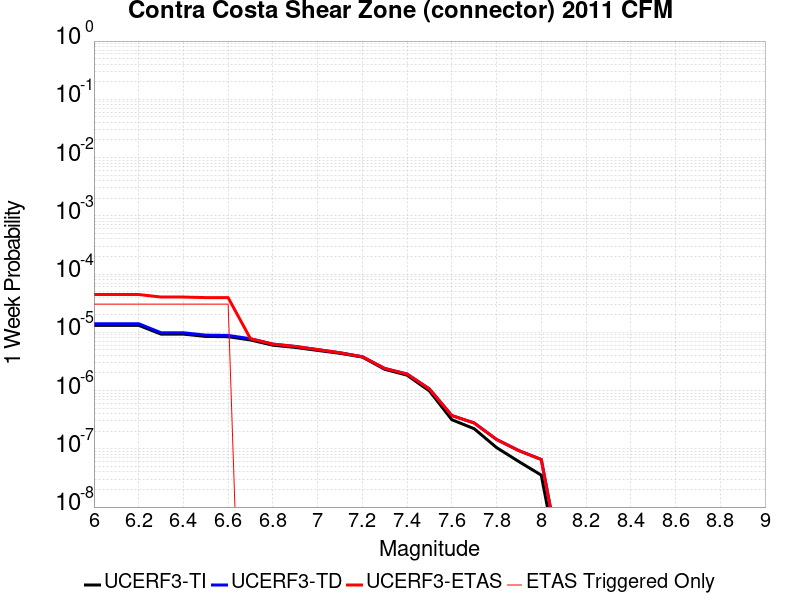 Contra Costa Shear Zone (connector) 2011 CFM
1 Week Probability
10^0
10^-1
10^-2
10^-3
10^-4
10^-5
10^-6
10^-7
10^-8
6 6.2 6.4 6.6 6.8 7 7.2 7.4 7.6 7.8 8 8.2 8.4 8.6 8.8 9
Magnitude
UCERF3-TI UCERF3-TD UCERF3-ETAS ETAS Triggered Only